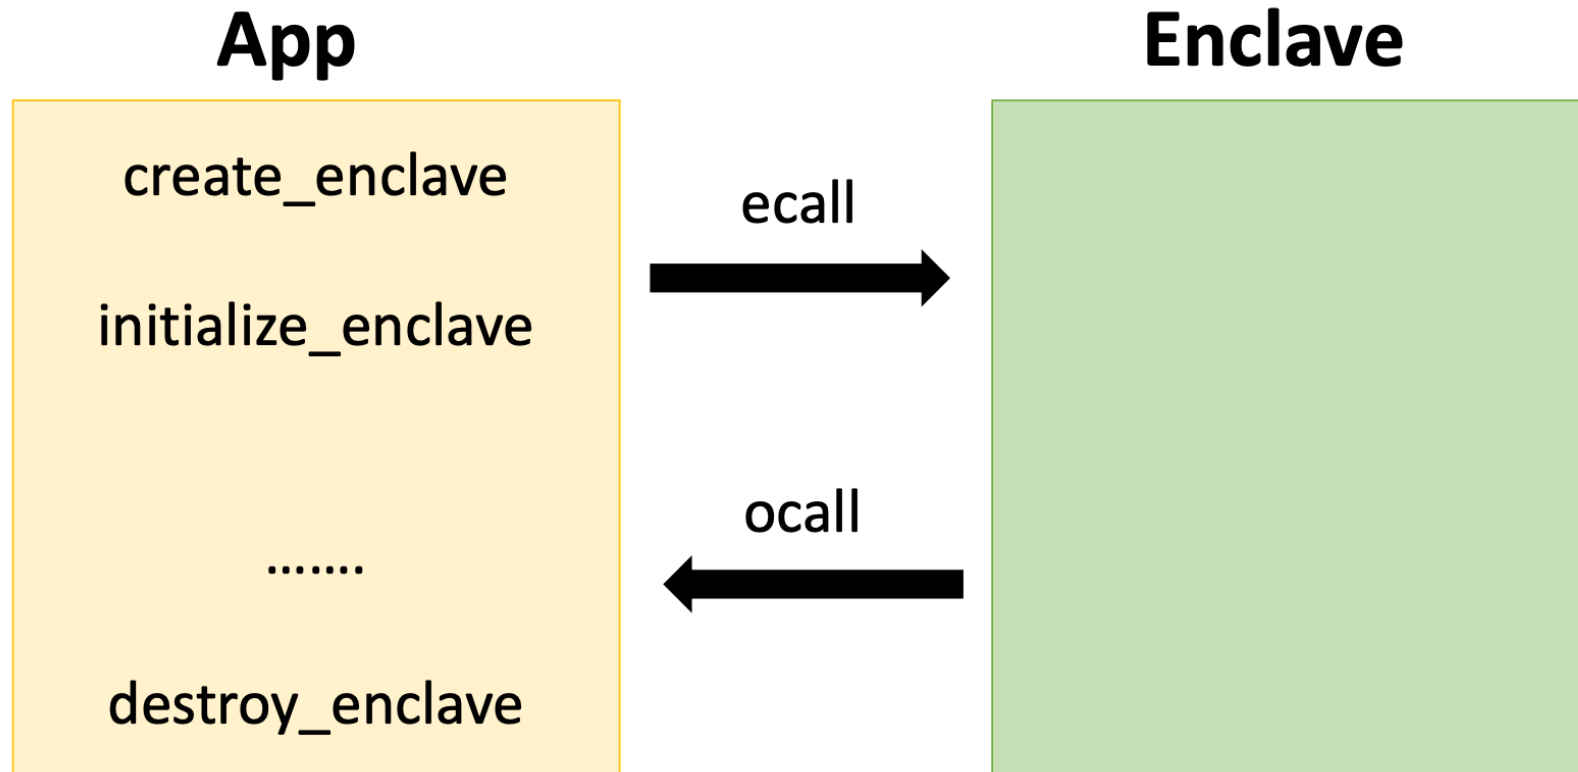 App
Enclave
create_enclave
ecall
initialize_enclave
ocall
.......
destroy_enclave